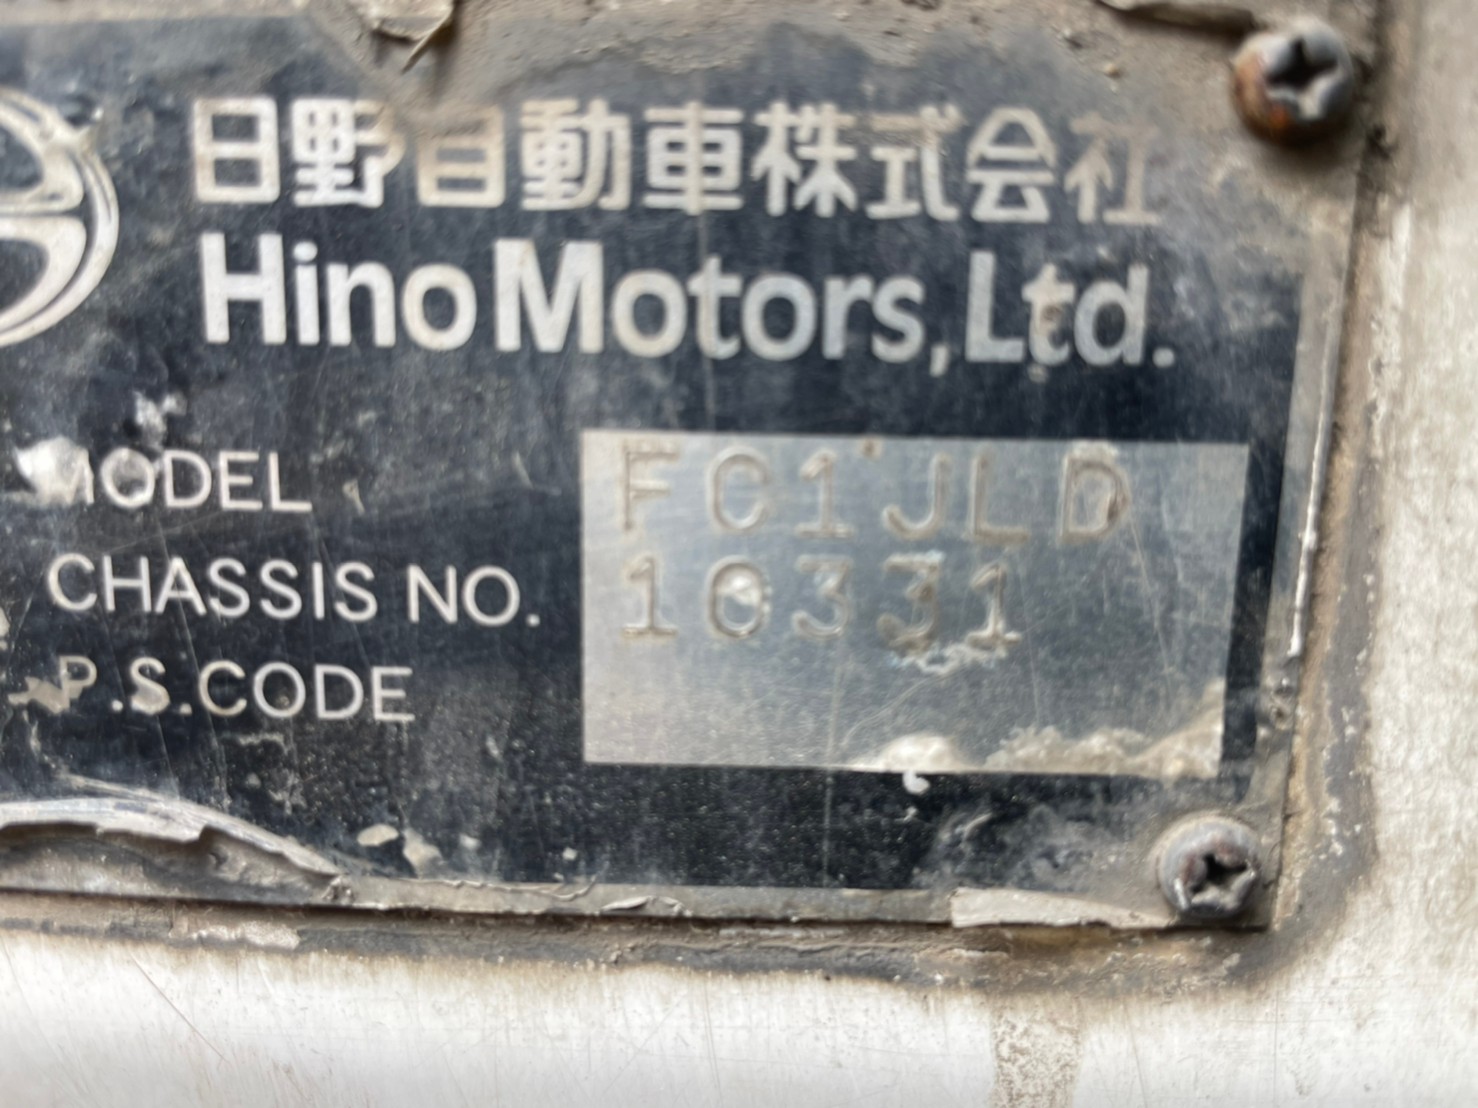 日野自動車株式会社
Hino Motors, Ltd.
MODEL FC1JLD
CHASSIS NO. 10331
P.S.CODE